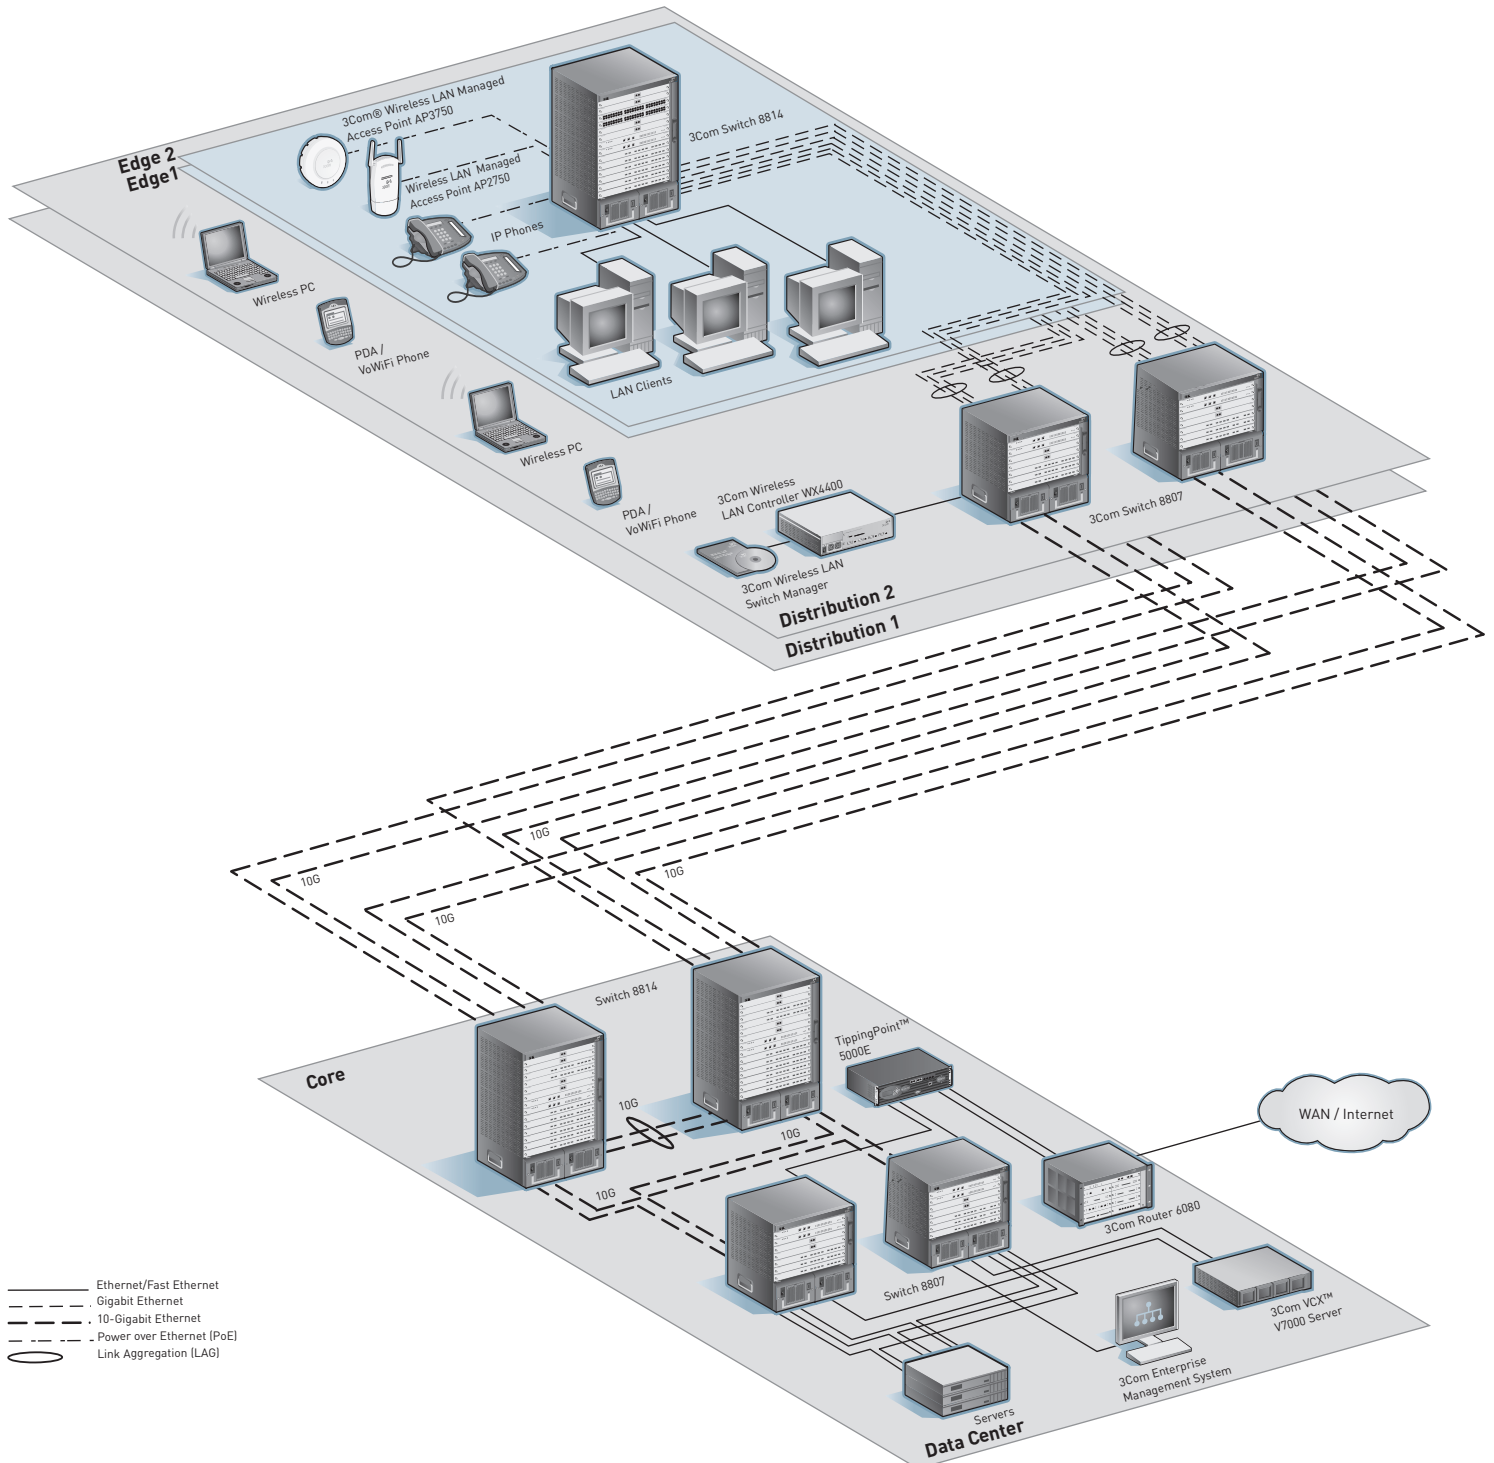 3Com® Wireless LAN Managed
Access Point AP3750
3Com Switch 8814
Edge 2
Edge1
Wireless LAN Managed
Access Point AP2750
IP Phones
Wireless PC
PDA /
VoWiFi Phone
LAN Clients
Wireless PC
PDA /
VoWiFi Phone
3Com Wireless
LAN Controller WX4400
3Com Switch 8807
3Com Wireless LAN
Switch Manager
Distribution 2
Distribution 1
10G
10G
10G
10G
Switch 8814
Core
TippingPoint™
5000E
10G
10G
10G
WAN / Internet
3Com Router 6080
Switch 8807
3Com VCX™
V7000 Server
3Com Enterprise
Management System
Servers
Data Center
Ethernet/Fast Ethernet
Gigabit Ethernet
10-Gigabit Ethernet
Power over Ethernet (PoE)
Link Aggregation (LAG)